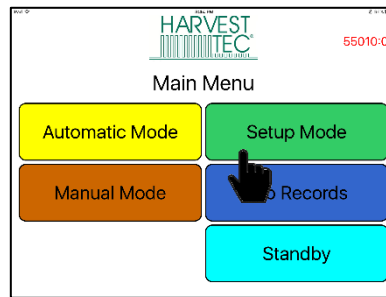 HARVEST
TEC
55010:0
Main Menu
Automatic Mode
Setup Mode
Manual Mode
Records
Standby